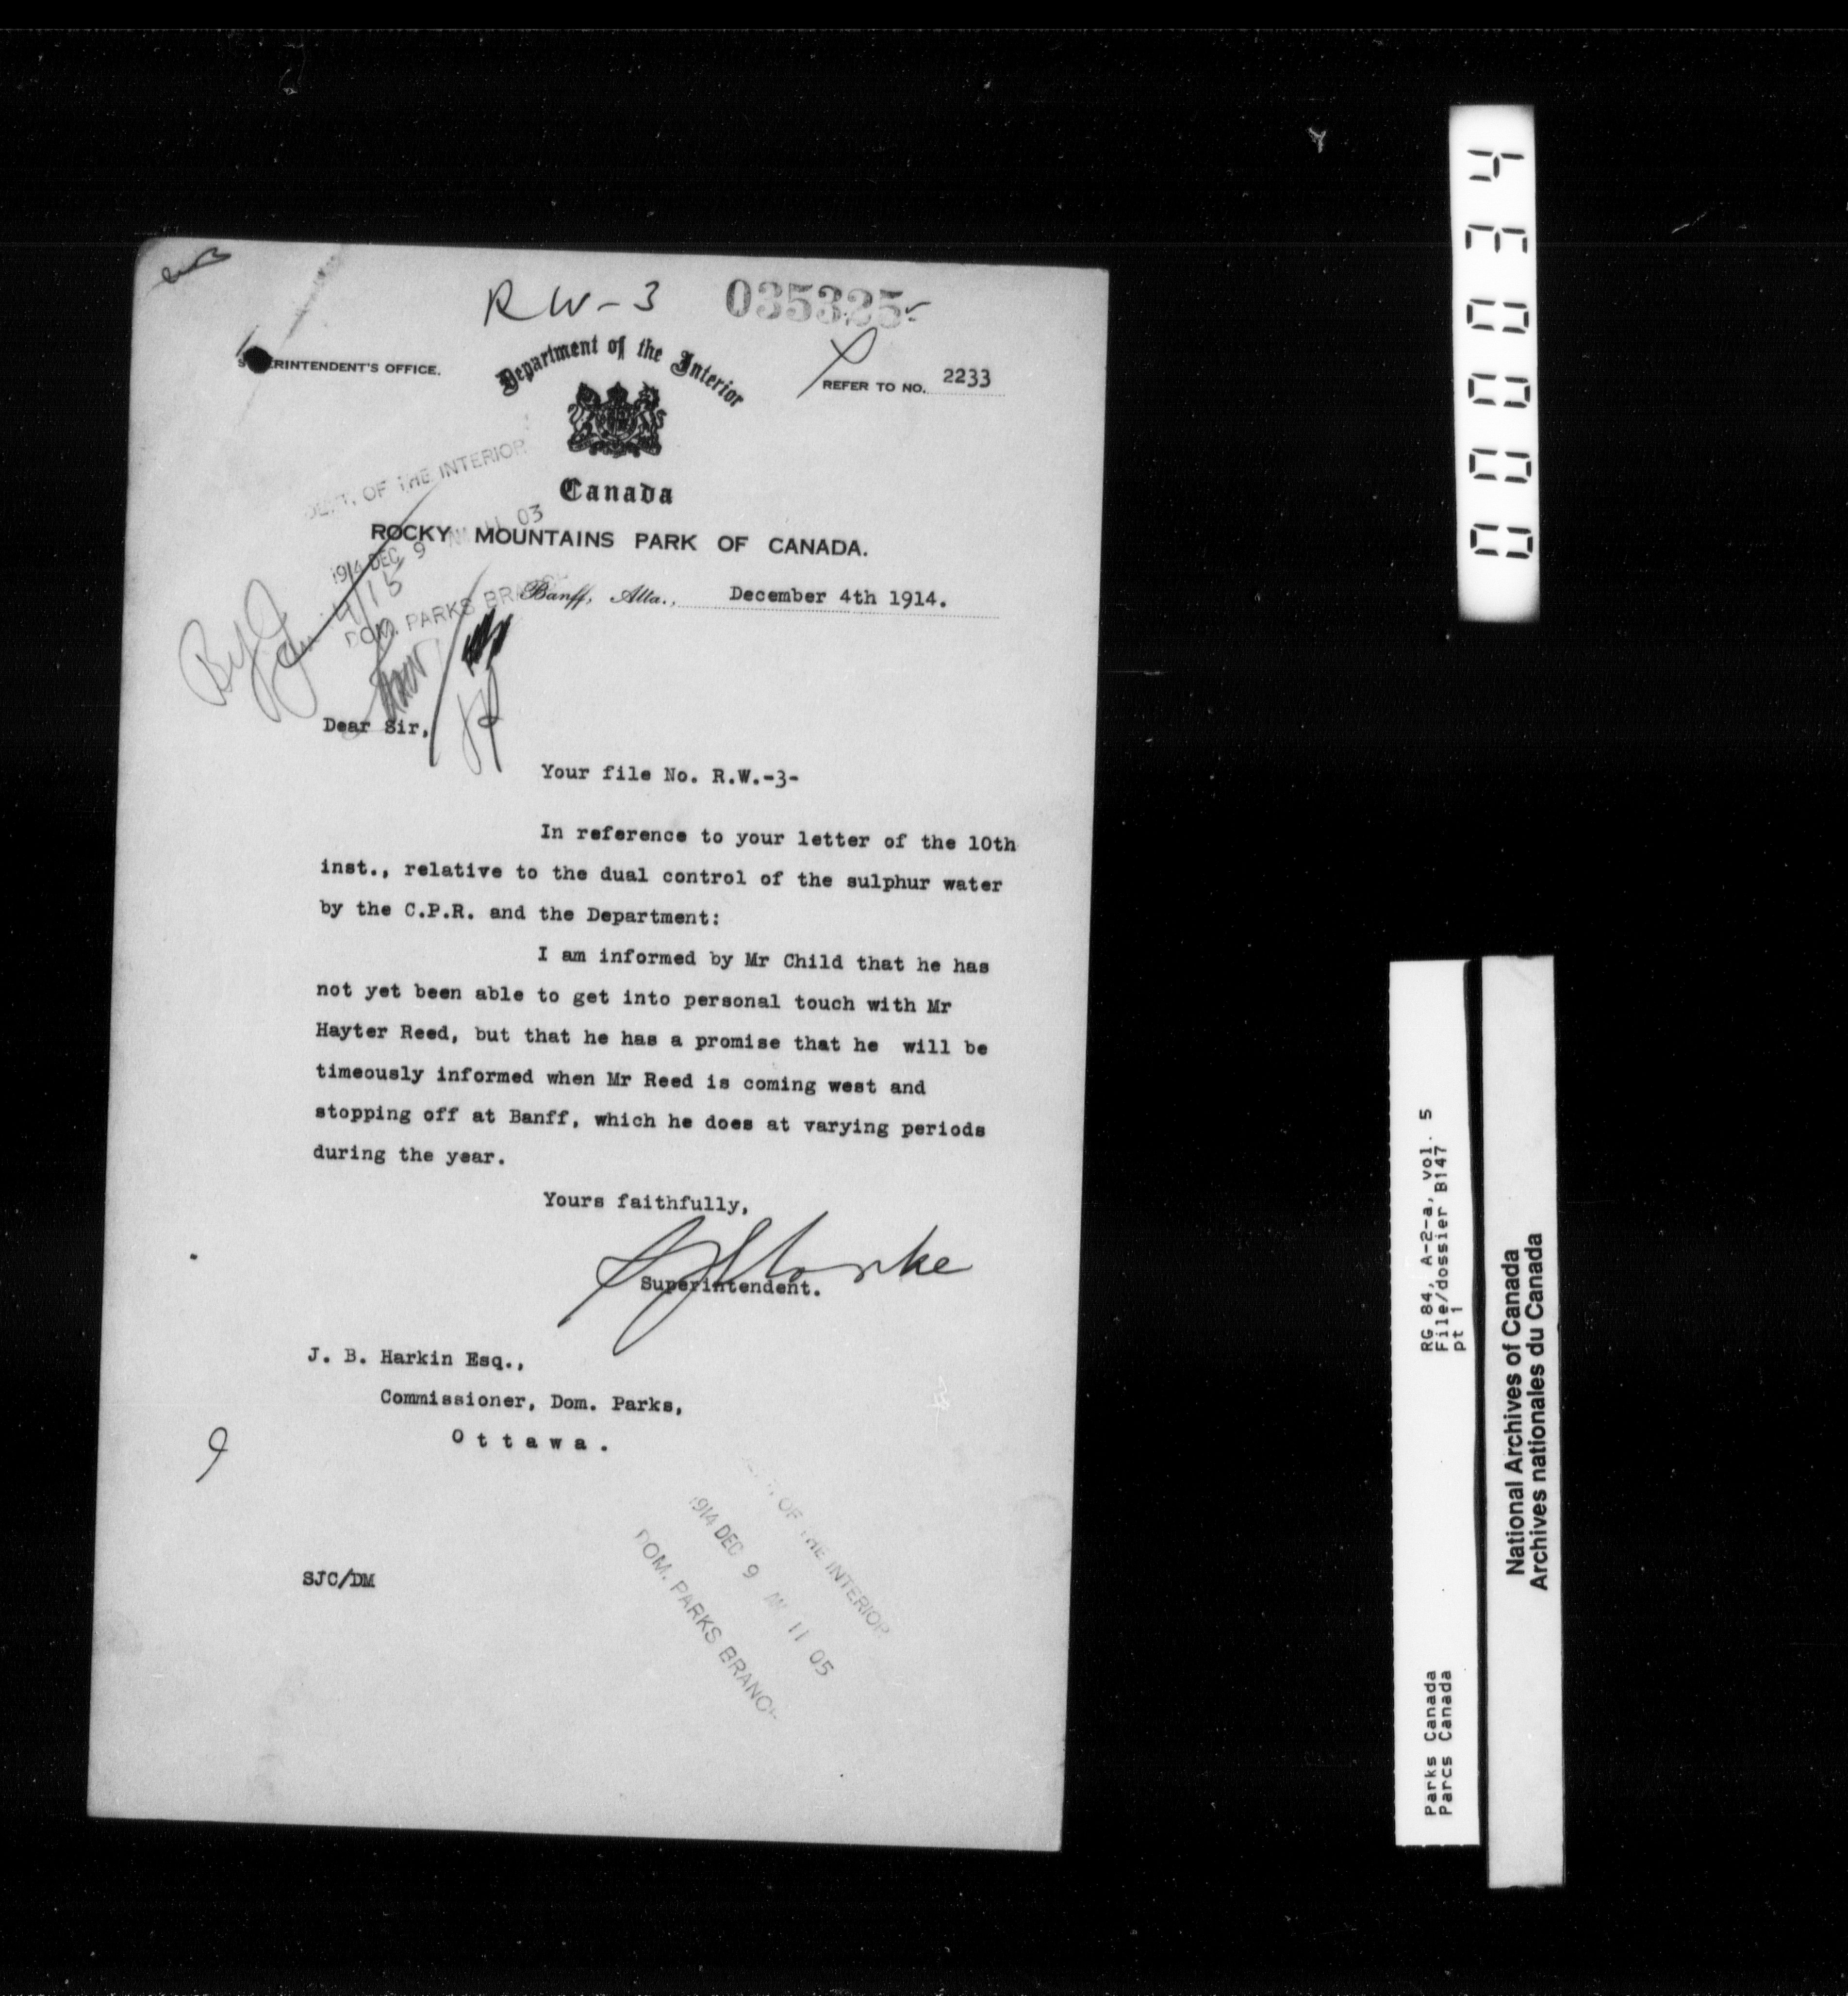 RW-3
035325
SUPERINTENDENT'S OFFICE.
Department of the Interior
REFER TO NO. 2233
Canada
DEPT. OF THE INTERIOR
1914 DEC 9 AM 11 03
DOM. PARKS BRANCH
ROCKY MOUNTAINS PARK OF CANADA.
Banff, Alta., December 4th 1914.
Dear Sir,
Your file No. R.W.-3-
In reference to your letter of the 10th
inst., relative to the dual control of the sulphur water
by the C.P.R. and the Department:
I am informed by Mr Child that he has
not yet been able to get into personal touch with Mr
Hayter Reed, but that he has a promise that he will be
timeously informed when Mr Reed is coming west and
stopping off at Banff, which he does at varying periods
during the year.
Yours faithfully,
Superintendent.
J. B. Harkin Esq.,
Commissioner, Dom. Parks,
Ottawa.
SJC/DM
DEPT. OF THE INTERIOR
1914 DEC 9 AM 11 05
DOM. PARKS BRANCH
000034
RG 84, A-2-a, vol. 5
File/dossier B147
pt 1
Parks Canada
Parcs Canada
National Archives of Canada
Archives nationales du Canada